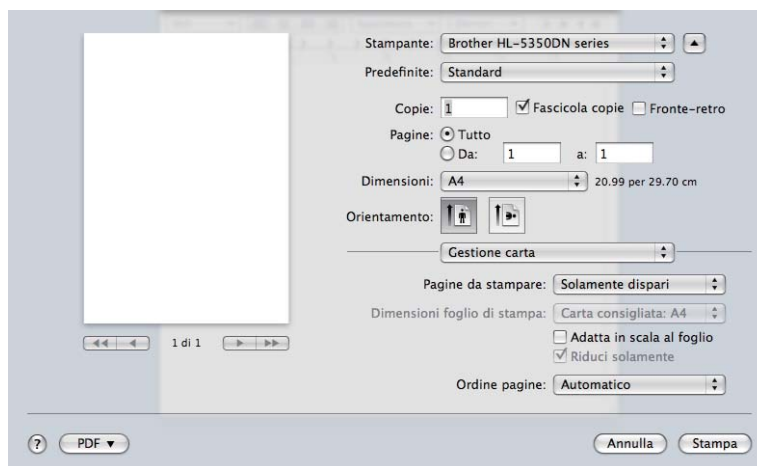 Stampante: Brother HL-5350DN series
Predefinite: Standard
Copie: 1 Fascicola copie Fronte-retro
Pagine: Tutto
Da: 1 a: 1
Dimensioni: A4 20.99 per 29.70 cm
Orientamento:
Gestione carta
Pagine da stampare: Solamente dispari
Dimensioni foglio di stampa: Carta consigliata: A4
1 di 1
Adatta in scala al foglio
Riduci solamente
Ordine pagine: Automatico
? PDF ▼ Annulla Stampa